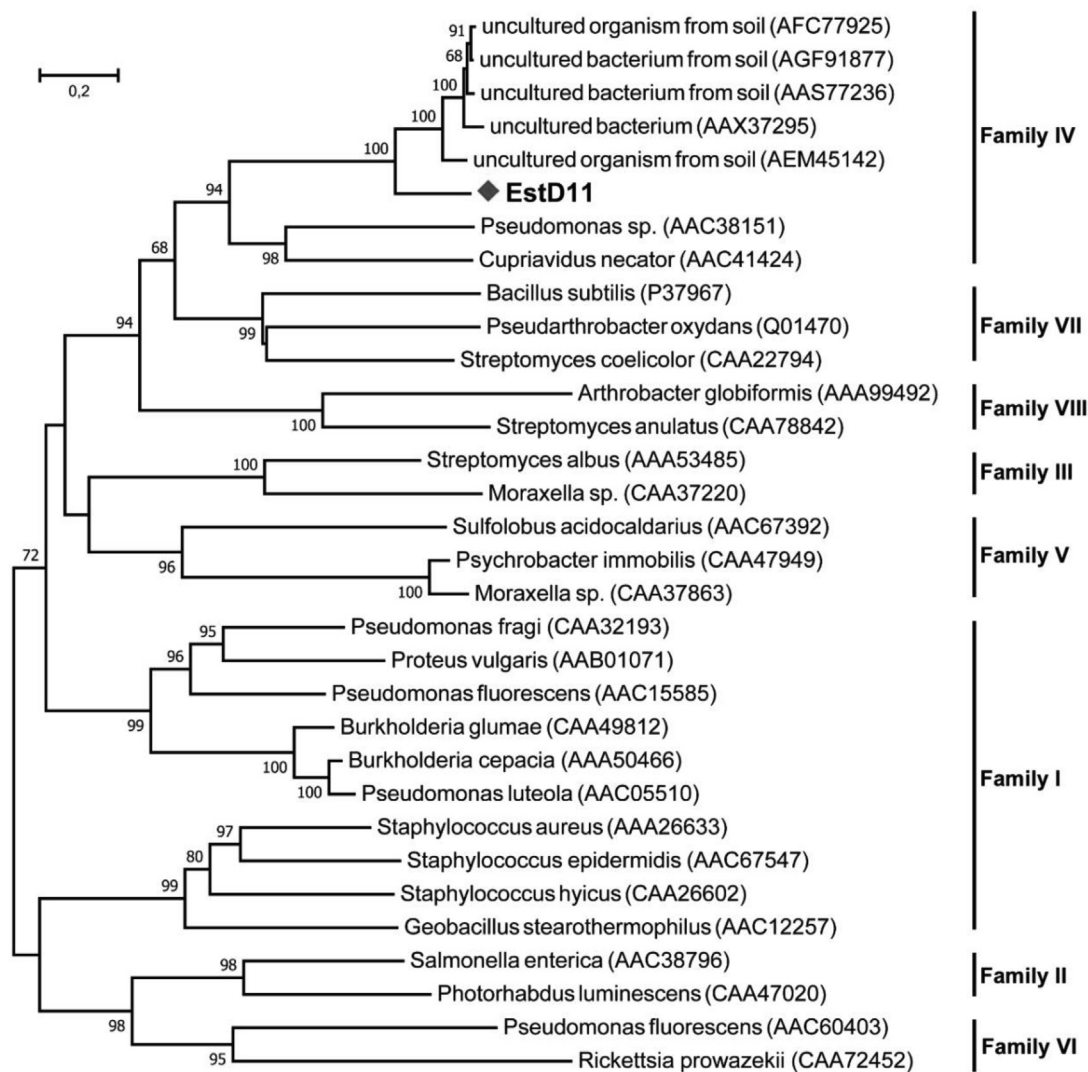 91
uncultured organism from soil (AFC77925)
68
uncultured bacterium from soil (AGF91877)
0,2
100
uncultured bacterium from soil (AAS77236)
100
uncultured bacterium (AAX37295)
Family IV
100
uncultured organism from soil (AEM45142)
94
EstD11
Pseudomonas sp. (AAC38151)
68
98
Cupriavidus necator (AAC41424)
Bacillus subtilis (P37967)
94
99
Pseudarthrobacter oxydans (Q01470)
Family VII
Streptomyces coelicolor (CAA22794)
Arthrobacter globiformis (AAA99492)
Family VIII
100
Streptomyces anulatus (CAA78842)
100
Streptomyces albus (AAA53485)
Family III
Moraxella sp. (CAA37220)
Sulfolobus acidocaldarius (AAC67392)
72
96
Psychrobacter immobilis (CAA47949)
Family V
100
Moraxella sp. (CAA37863)
95
Pseudomonas fragi (CAA32193)
96
Proteus vulgaris (AAB01071)
99
Pseudomonas fluorescens (AAC15585)
Burkholderia glumae (CAA49812)
100
Burkholderia cepacia (AAA50466)
Family I
100
Pseudomonas luteola (AAC05510)
97
Staphylococcus aureus (AAA26633)
80
Staphylococcus epidermidis (AAC67547)
99
Staphylococcus hyicus (CAA26602)
Geobacillus stearothermophilus (AAC12257)
98
Salmonella enterica (AAC38796)
Family II
Photorhabdus luminescens (CAA47020)
98
Pseudomonas fluorescens (AAC60403)
Family VI
95
Rickettsia prowazekii (CAA72452)